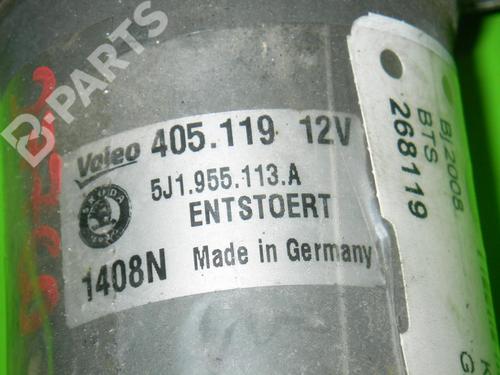 B-PARTS
Valeo 405.119 12V
5J1.955.113.A
SKODA
ENTSTOERT
1408N Made in Germany
BJ 2008,
BTS
268119